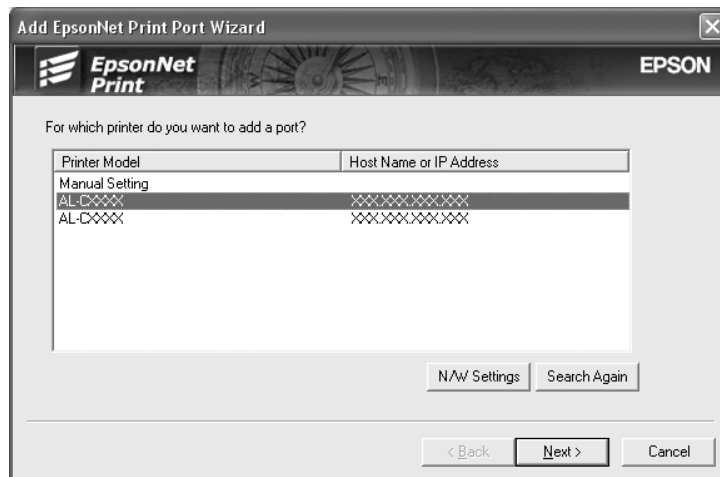 Add EpsonNet Print Port Wizard
EpsonNet
Print
EPSON
For which printer do you want to add a port?
Printer Model Host Name or IP Address
Manual Setting
AL-CXXXX XXX.XXX.XXX.XXX
AL-CXXXX XXX.XXX.XXX.XXX
N/W Settings Search Again
< Back Next > Cancel